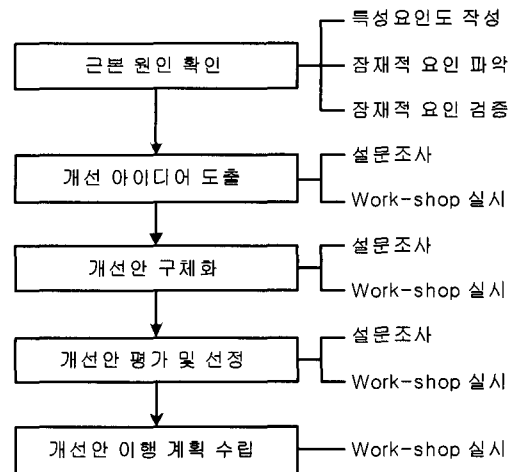 특성요인도 작성
근본 원인 확인
잠재적 요인 파악
잠재적 요인 검증
설문조사
개선 아이디어 도출
Work-shop 실시
설문조사
개선안 구체화
Work-shop 실시
설문조사
개선안 평가 및 선정
Work-shop 실시
개선안 이행 계획 수립
Work-shop 실시